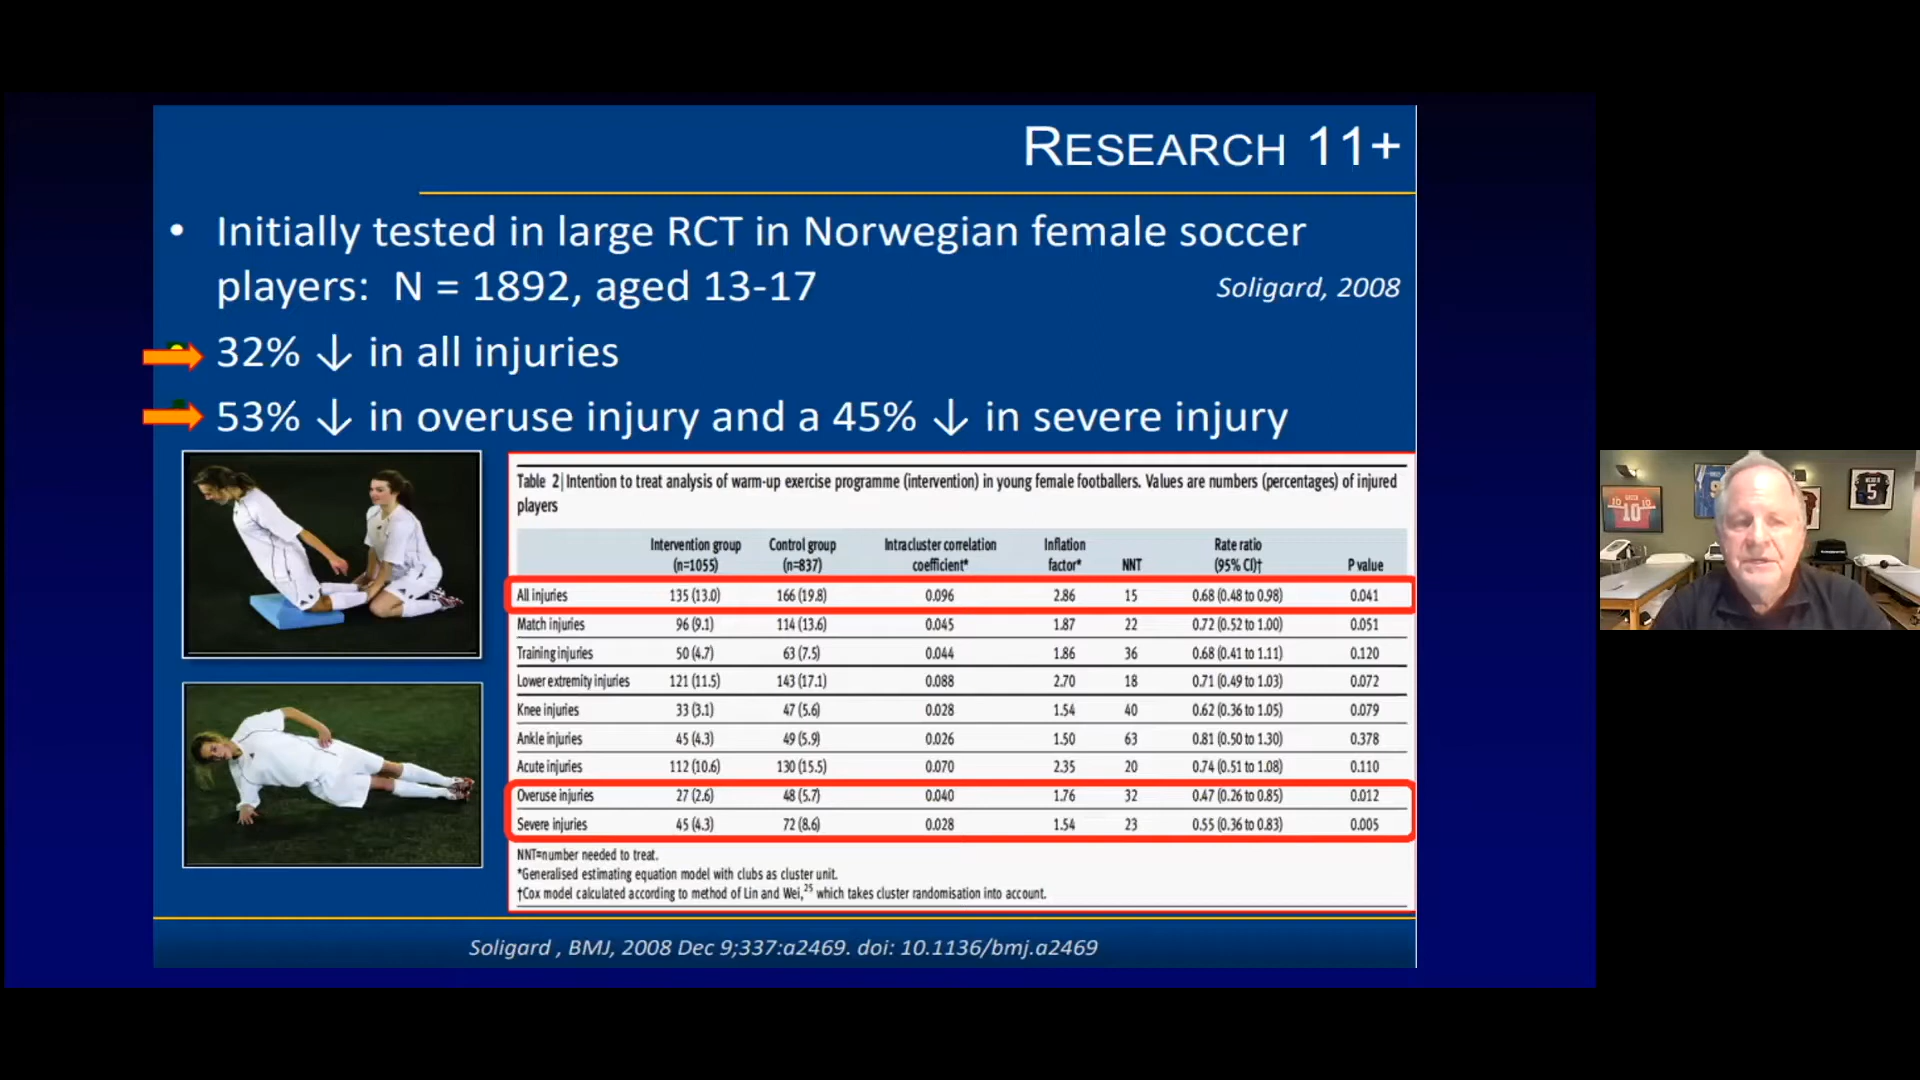 RESEARCH 11+
• Initially tested in large RCT in Norwegian female soccer
players: N = 1892, aged 13-17
Soligard, 2008
32% ↓ in all injuries
53% ↓ in overuse injury and a 45% ↓ in severe injury
Table 2| Intention to treat analysis of warm-up exercise programme (intervention) in young female footballers. Values are numbers (percentages) of injured
players
Intervention group (n=1055) Control group (n=837) Intracluster correlation coefficient* Inflation factor* NNT Rate ratio (95% CI)† P value
All injuries 135 (13.0) 166 (19.8) 0.096 2.86 15 0.68 (0.48 to 0.98) 0.041
Match injuries 96 (9.1) 114 (13.6) 0.045 1.87 22 0.72 (0.52 to 1.00) 0.051
Training injuries 50 (4.7) 63 (7.5) 0.044 1.86 36 0.68 (0.41 to 1.11) 0.120
Lower extremity injuries 121 (11.5) 143 (17.1) 0.088 2.70 18 0.71 (0.49 to 1.03) 0.072
Knee injuries 33 (3.1) 47 (5.6) 0.028 1.54 40 0.62 (0.36 to 1.05) 0.079
Ankle injuries 45 (4.3) 49 (5.9) 0.026 1.50 63 0.81 (0.50 to 1.30) 0.378
Acute injuries 112 (10.6) 130 (15.5) 0.070 2.35 20 0.74 (0.51 to 1.08) 0.110
Overuse injuries 27 (2.6) 48 (5.7) 0.040 1.76 32 0.47 (0.26 to 0.85) 0.012
Severe injuries 45 (4.3) 72 (8.6) 0.028 1.54 23 0.55 (0.36 to 0.83) 0.005
NNT=number needed to treat.
*Generalised estimating equation model with clubs as cluster unit.
†Cox model calculated according to method of Lin and Wei,25 which takes cluster randomisation into account.
Soligard , BMJ, 2008 Dec 9;337:a2469. doi: 10.1136/bmj.a2469
10
5